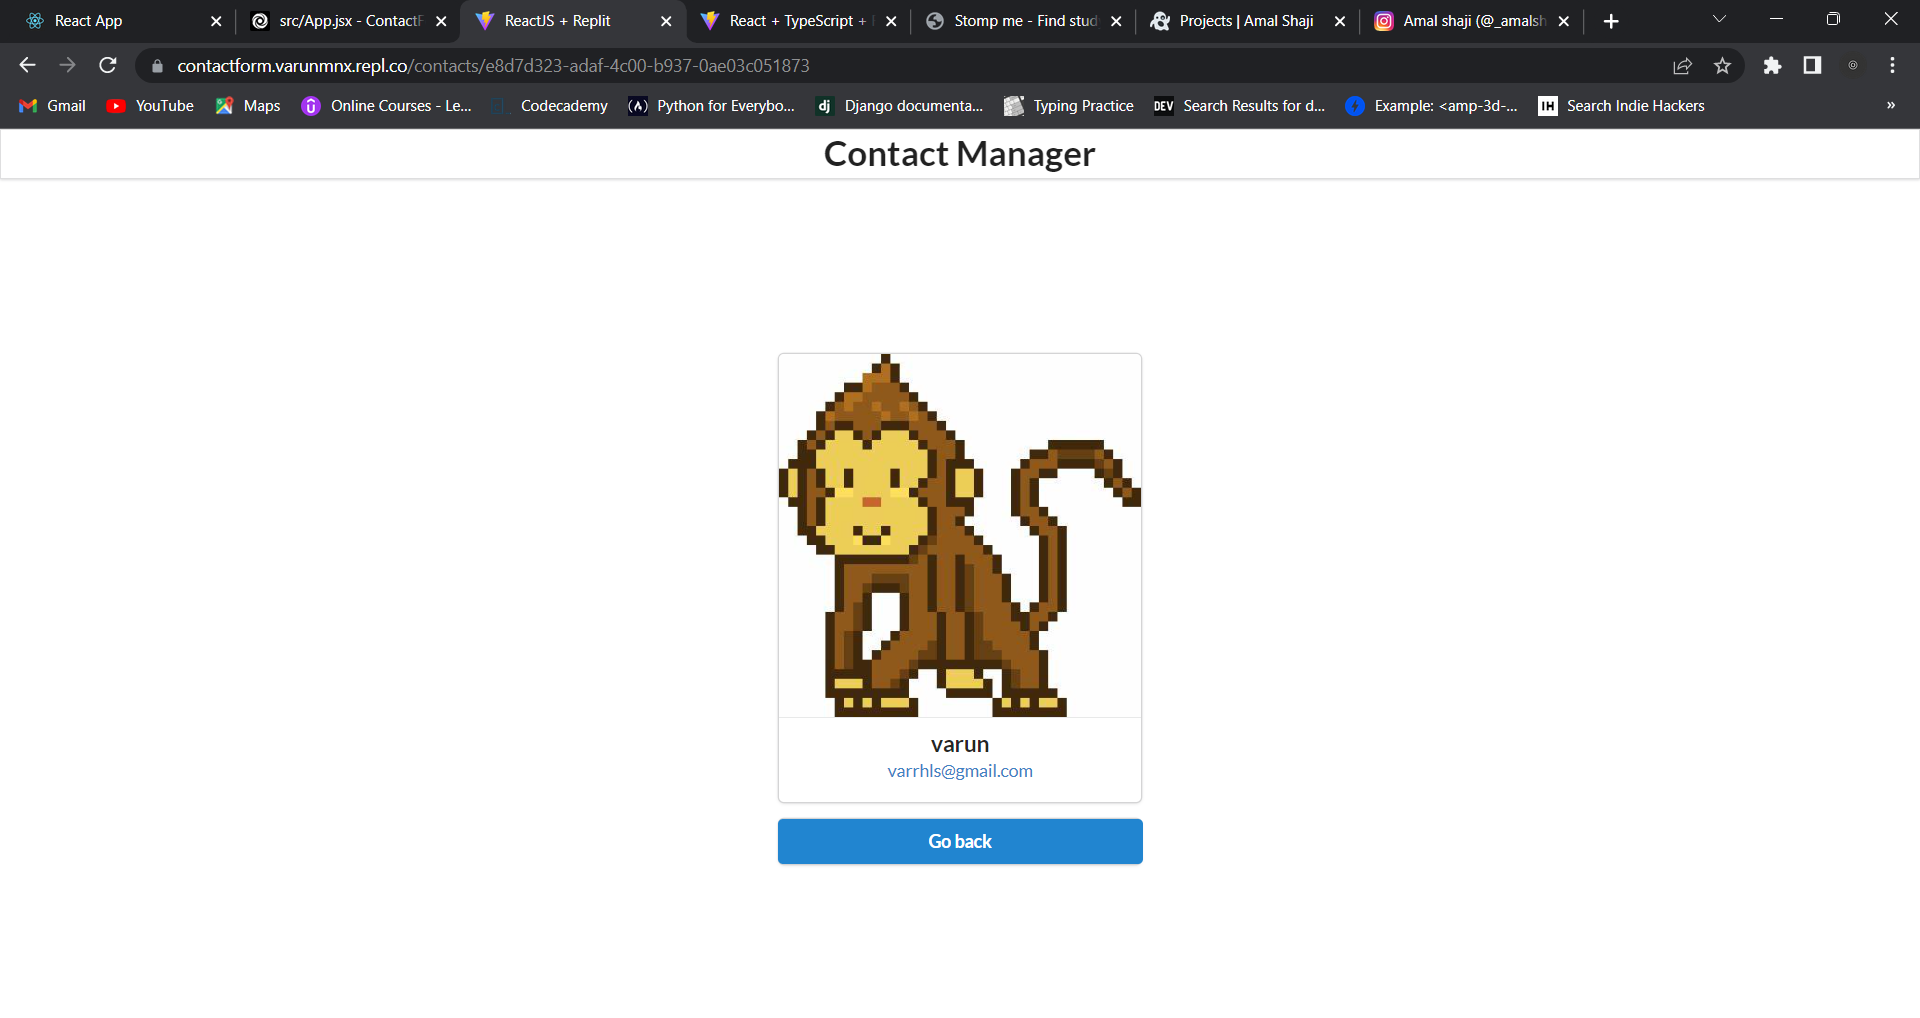 React App
src/App.jsx - ContactF
ReactJS + Replit
React + TypeScript +
Stomp me - Find stud
Projects | Amal Shaji
Amal shaji (@_amalsh
contactform.varunmnx.repl.co/contacts/e8d7d323-adaf-4c00-b937-0ae03c051873
Gmail
YouTube
Maps
Online Courses - Le...
Codecademy
Python for Everybo...
dj
Django documenta...
Typing Practice
DEV
Search Results for d...
Example: <amp-3d-...
IH
Search Indie Hackers
»
Contact Manager
varun
varrhls@gmail.com
Go back